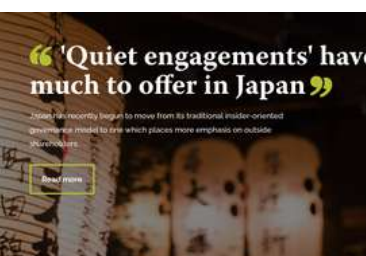 “ 'Quiet engagements' have
much to offer in Japan ”
Japan has recently begun to move from its traditional insider-oriented
governance model to one which places more emphasis on outside
shareholders.
Read more